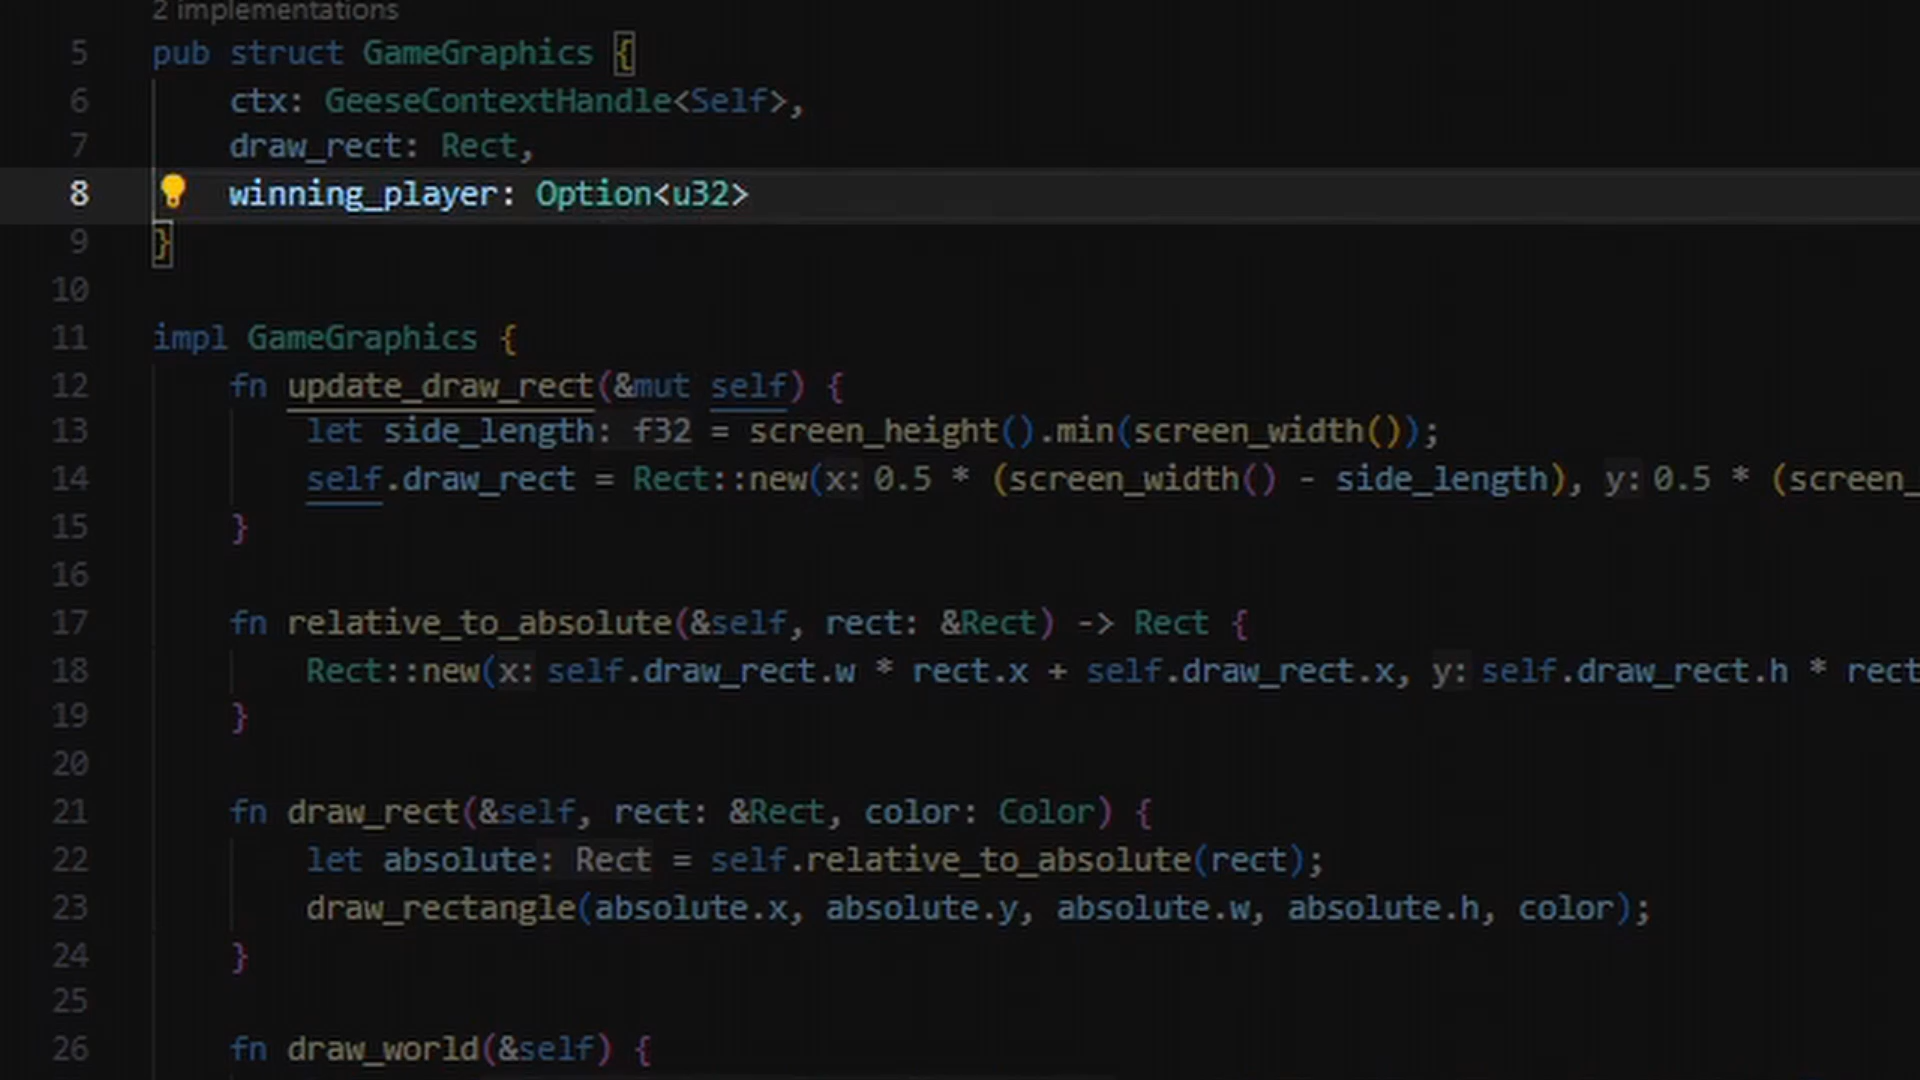 2 implementations
5 pub struct GameGraphics {
6 ctx: GeeseContextHandle<Self>,
7 draw_rect: Rect,
8 winning_player: Option<u32>
9 }
10
11 impl GameGraphics {
12 fn update_draw_rect(&mut self) {
13 let side_length: f32 = screen_height().min(screen_width());
14 self.draw_rect = Rect::new(x: 0.5 * (screen_width() - side_length), y: 0.5 * (screen_
15 }
16
17 fn relative_to_absolute(&self, rect: &Rect) -> Rect {
18 Rect::new(x: self.draw_rect.w * rect.x + self.draw_rect.x, y: self.draw_rect.h * rect
19 }
20
21 fn draw_rect(&self, rect: &Rect, color: Color) {
22 let absolute: Rect = self.relative_to_absolute(rect);
23 draw_rectangle(absolute.x, absolute.y, absolute.w, absolute.h, color);
24 }
25
26 fn draw_world(&self) {